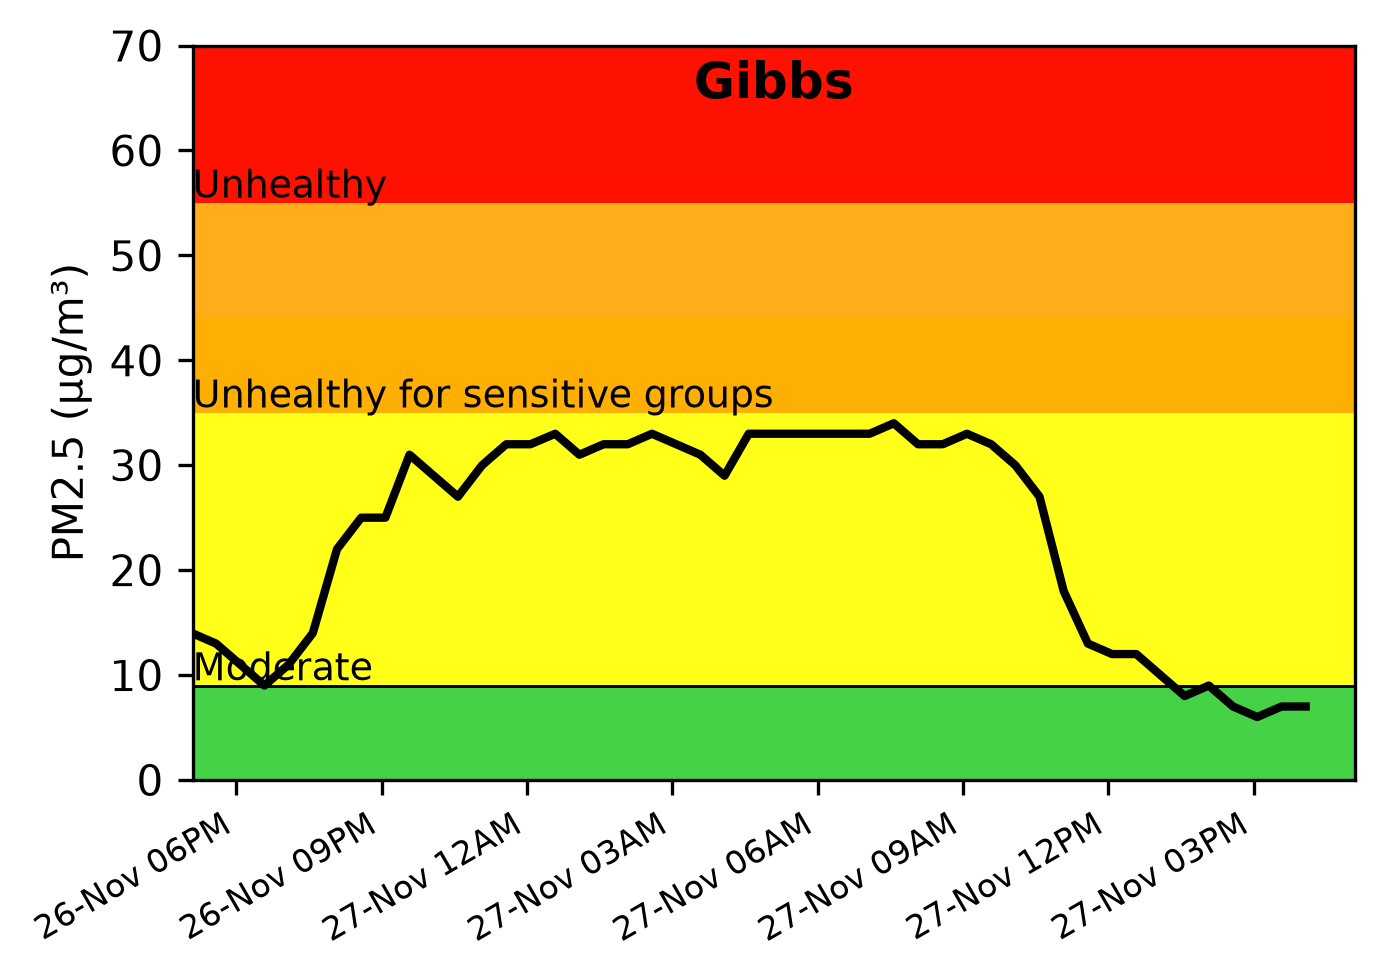 Gibbs
70
60
50
40
30
20
10
0
PM2.5 (µg/m³)
Unhealthy
Unhealthy for sensitive groups
Moderate
26-Nov 06PM
26-Nov 09PM
27-Nov 12AM
27-Nov 03AM
27-Nov 06AM
27-Nov 09AM
27-Nov 12PM
27-Nov 03PM